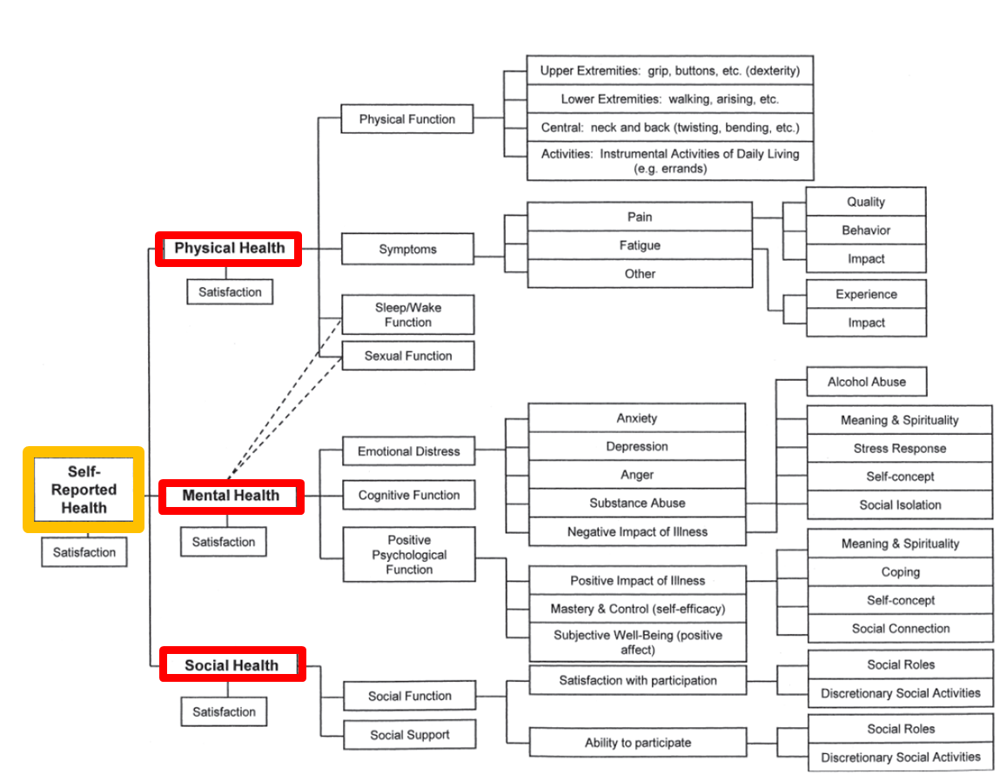 Upper Extremities: grip, buttons, etc. (dexterity)
Lower Extremities: walking, arising, etc.
Physical Function
Central: neck and back (twisting, bending, etc.)
Activities: Instrumental Activities of Daily Living
(e.g. errands)
Quality
Pain
Behavior
Physical Health
Symptoms
Fatigue
Impact
Other
Satisfaction
Experience
Sleep/Wake
Function
Impact
Sexual Function
Alcohol Abuse
Anxiety
Meaning & Spirituality
Emotional Distress
Depression
Stress Response
Self-
Reported
Health
Anger
Self-concept
Mental Health
Cognitive Function
Substance Abuse
Social Isolation
Negative Impact of Illness
Satisfaction
Satisfaction
Positive
Psychological
Function
Meaning & Spirituality
Positive Impact of Illness
Coping
Mastery & Control (self-efficacy)
Self-concept
Subjective Well-Being (positive
affect)
Social Connection
Social Health
Social Roles
Satisfaction with participation
Social Function
Discretionary Social Activities
Satisfaction
Social Support
Social Roles
Ability to participate
Discretionary Social Activities